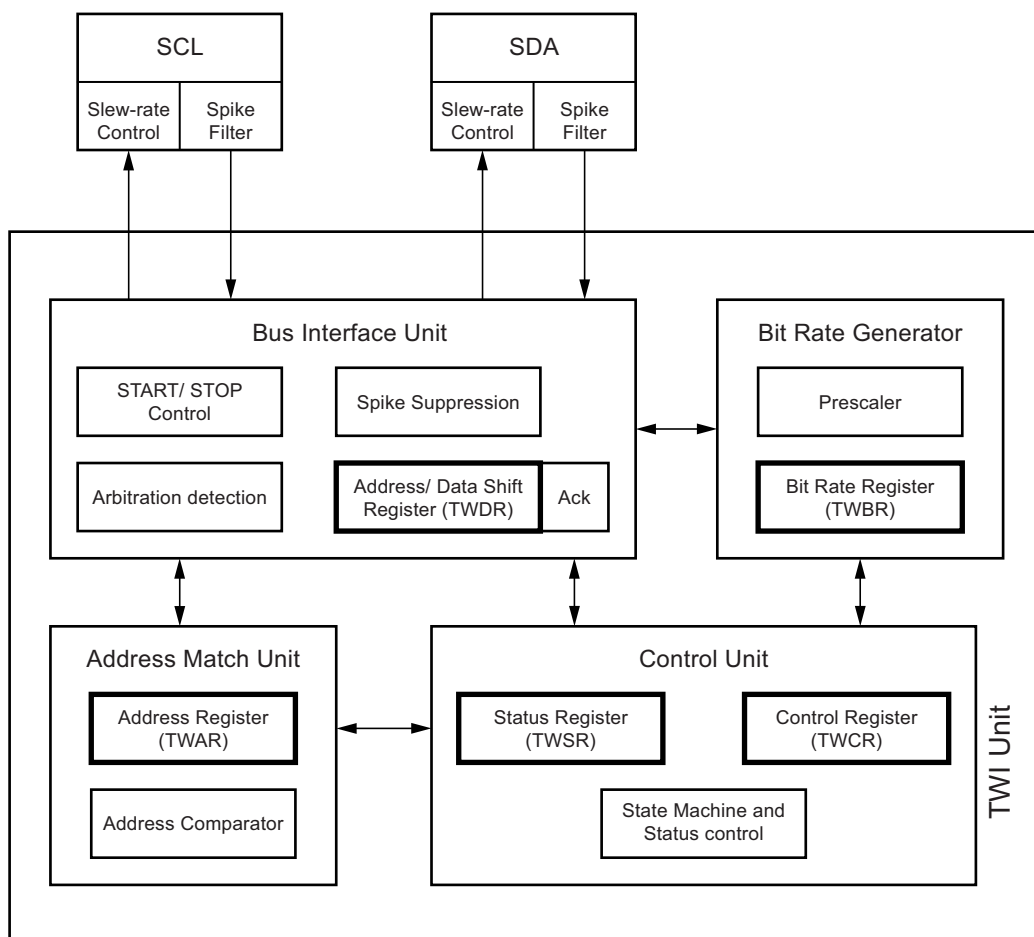 SCL
Slew-rate
Control
Spike
Filter
SDA
Slew-rate
Control
Spike
Filter
Bus Interface Unit
START/ STOP
Control
Spike Suppression
Arbitration detection
Address/ Data Shift
Register (TWDR)
Ack
Bit Rate Generator
Prescaler
Bit Rate Register
(TWBR)
Address Match Unit
Address Register
(TWAR)
Address Comparator
Control Unit
Status Register
(TWSR)
Control Register
(TWCR)
State Machine and
Status control
TWI Unit